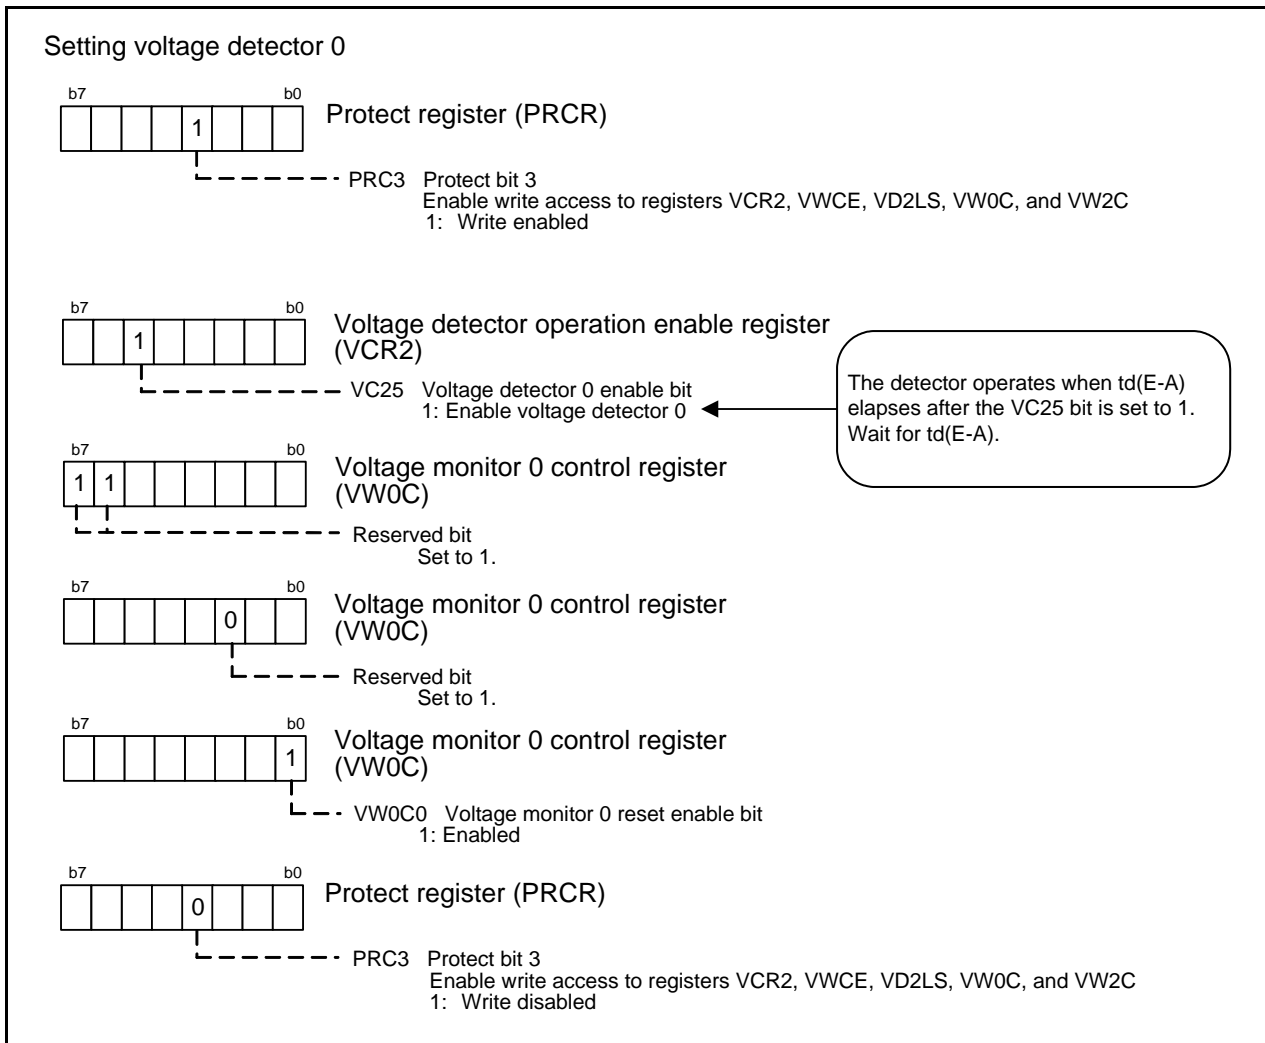 Setting voltage detector 0
b7 b0
1
Protect register (PRCR)
PRC3 Protect bit 3
Enable write access to registers VCR2, VWCE, VD2LS, VW0C, and VW2C
1: Write enabled
b7 b0
1
Voltage detector operation enable register
(VCR2)
VC25 Voltage detector 0 enable bit
1: Enable voltage detector 0
The detector operates when td(E-A)
elapses after the VC25 bit is set to 1.
Wait for td(E-A).
b7 b0
1 1
Voltage monitor 0 control register
(VW0C)
Reserved bit
Set to 1.
b7 b0
0
Voltage monitor 0 control register
(VW0C)
Reserved bit
Set to 1.
b7 b0
1
Voltage monitor 0 control register
(VW0C)
VW0C0 Voltage monitor 0 reset enable bit
1: Enabled
b7 b0
0
Protect register (PRCR)
PRC3 Protect bit 3
Enable write access to registers VCR2, VWCE, VD2LS, VW0C, and VW2C
1: Write disabled